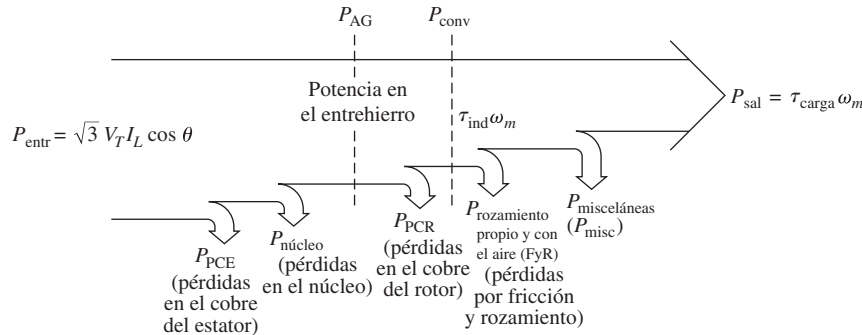 P_AG
P_conv
Potencia en
el entrehierro
P_entr = √3 V_T I_L cos θ
τ_ind ω_m
P_sal = τ_carga ω_m
P_PCE
(pérdidas
en el cobre
del estator)
P_núcleo
(pérdidas
en el núcleo)
P_PCR
(pérdidas
en el cobre
del rotor)
P_rozamiento
propio y con
el aire (FyR)
(pérdidas
por fricción
y rozamiento)
P_misceláneas
(P_misc)